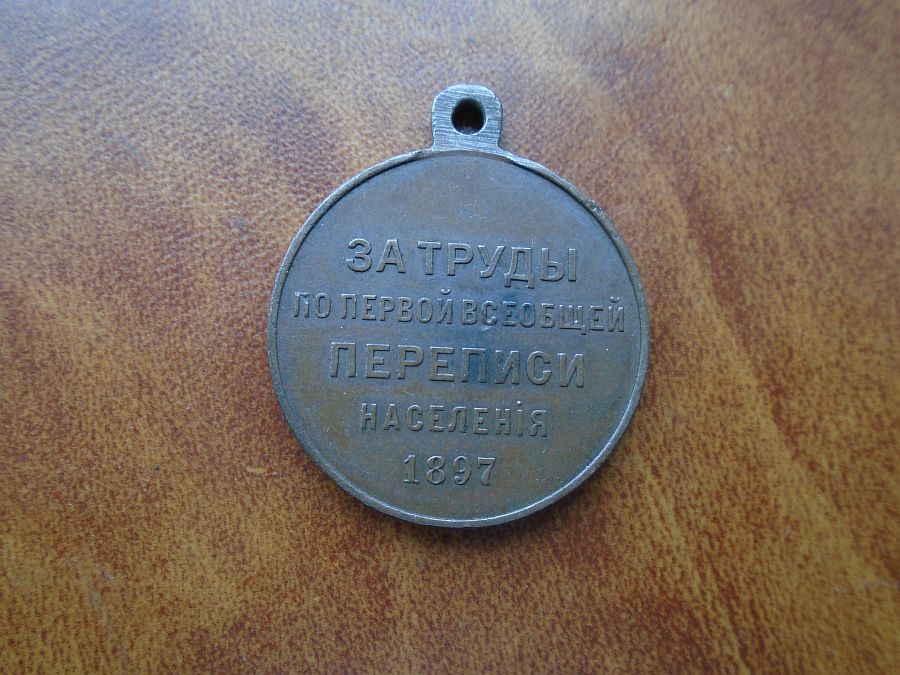 ЗА ТРУДЫ
ПО ПЕРВОЙ ВСЕОБЩЕЙ
ПЕРЕПИСИ
НАСЕЛЕНІЯ
1897